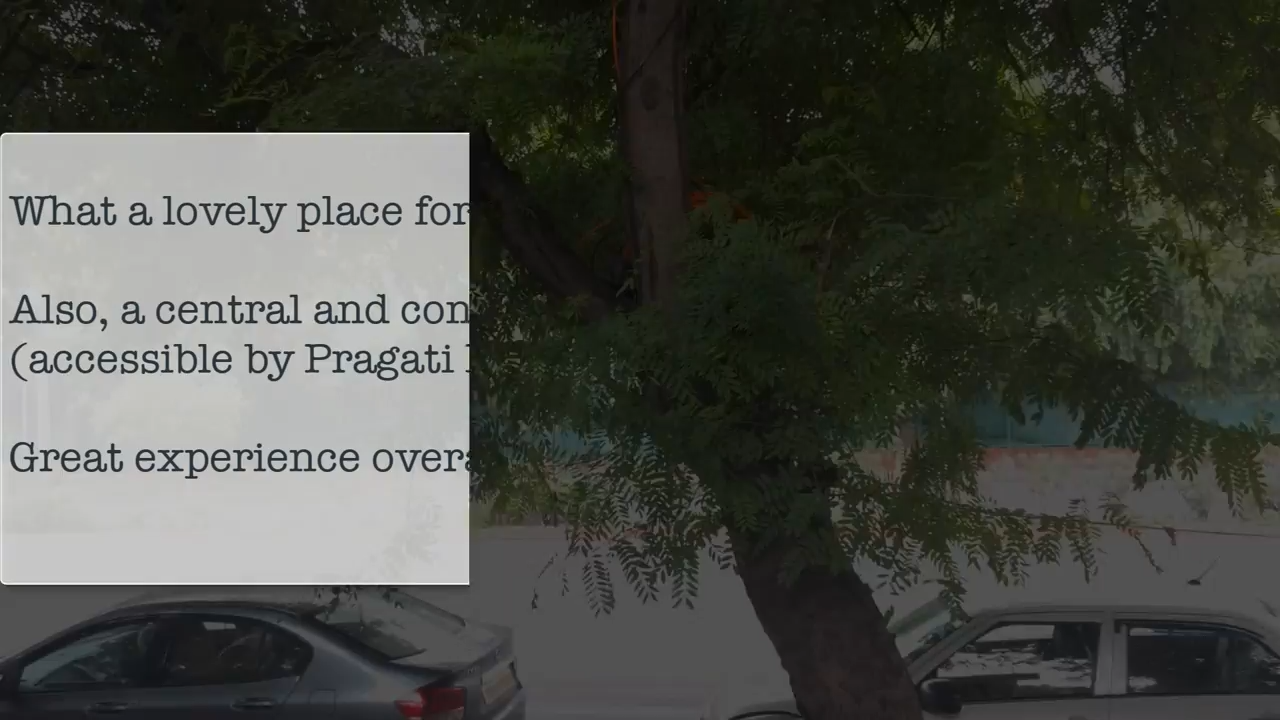 What a lovely place for
Also, a central and con
(accessible by Pragati
Great experience overa